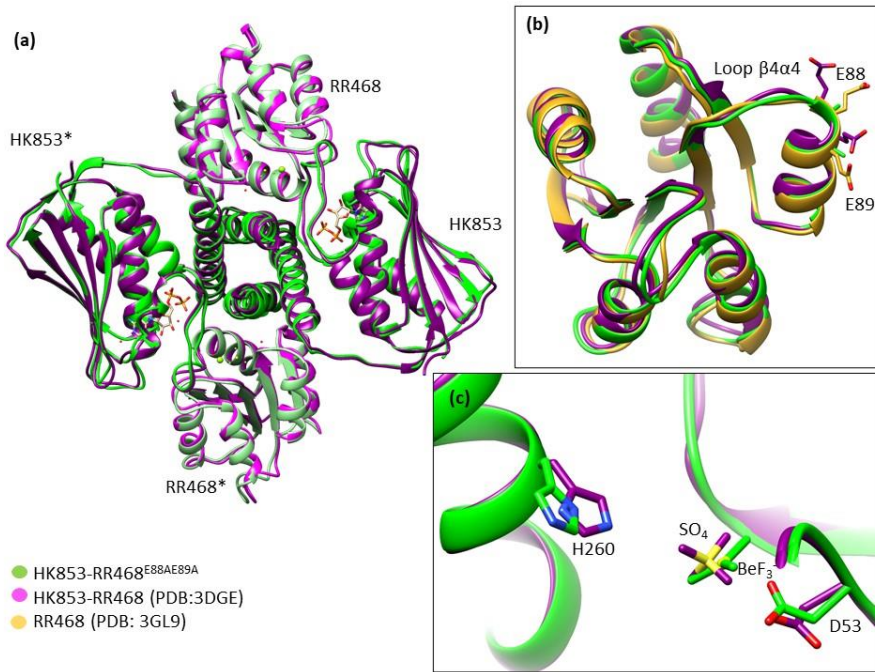 (a)
RR468
HK853*
HK853
RR468*
HK853-RR468E88AE89A
HK853-RR468 (PDB:3DGE)
RR468 (PDB: 3GL9)
(b)
Loop β4α4
E88
E89
(c)
H260
SO4
BeF3
D53